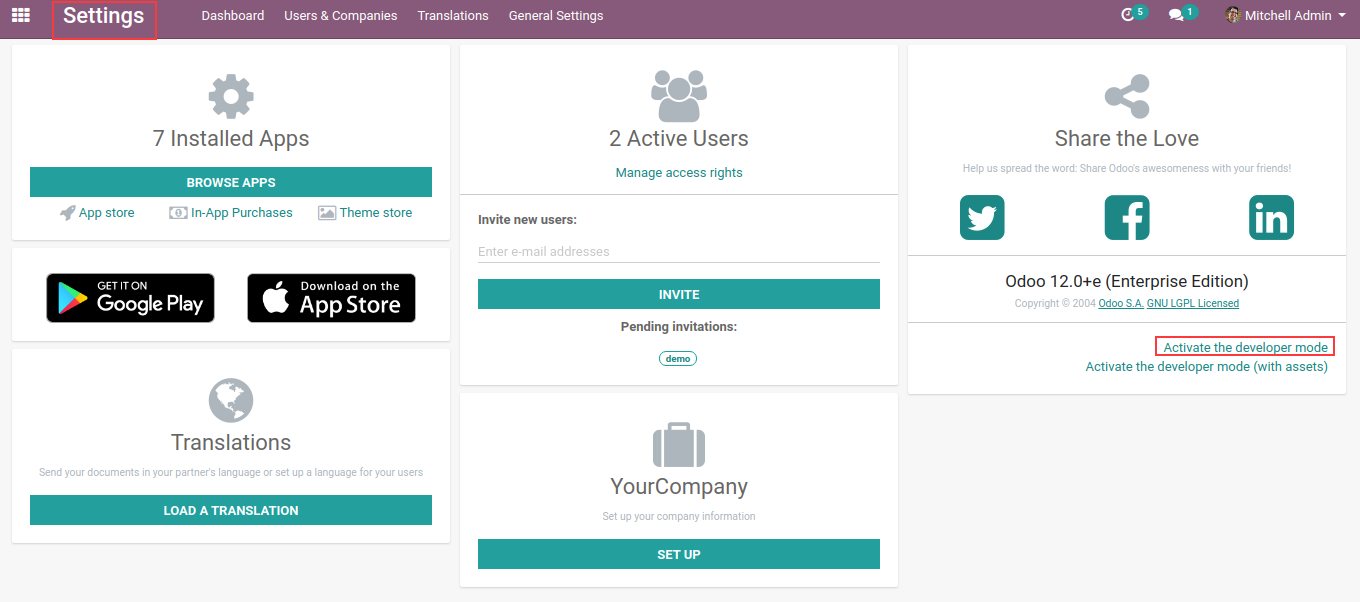 Settings Dashboard Users & Companies Translations General Settings 5 1 Mitchell Admin
7 Installed Apps
BROWSE APPS
App store In-App Purchases Theme store
GET IT ON
Google Play
Download on the
App Store
Translations
Send your documents in your partner's language or set up a language for your users
LOAD A TRANSLATION
2 Active Users
Manage access rights
Invite new users:
Enter e-mail addresses
INVITE
Pending invitations:
demo
YourCompany
Set up your company information
SET UP
Share the Love
Help us spread the word: Share Odoo's awesomeness with your friends!
Odoo 12.0+e (Enterprise Edition)
Copyright © 2004 Odoo S.A. GNU LGPL Licensed
Activate the developer mode
Activate the developer mode (with assets)